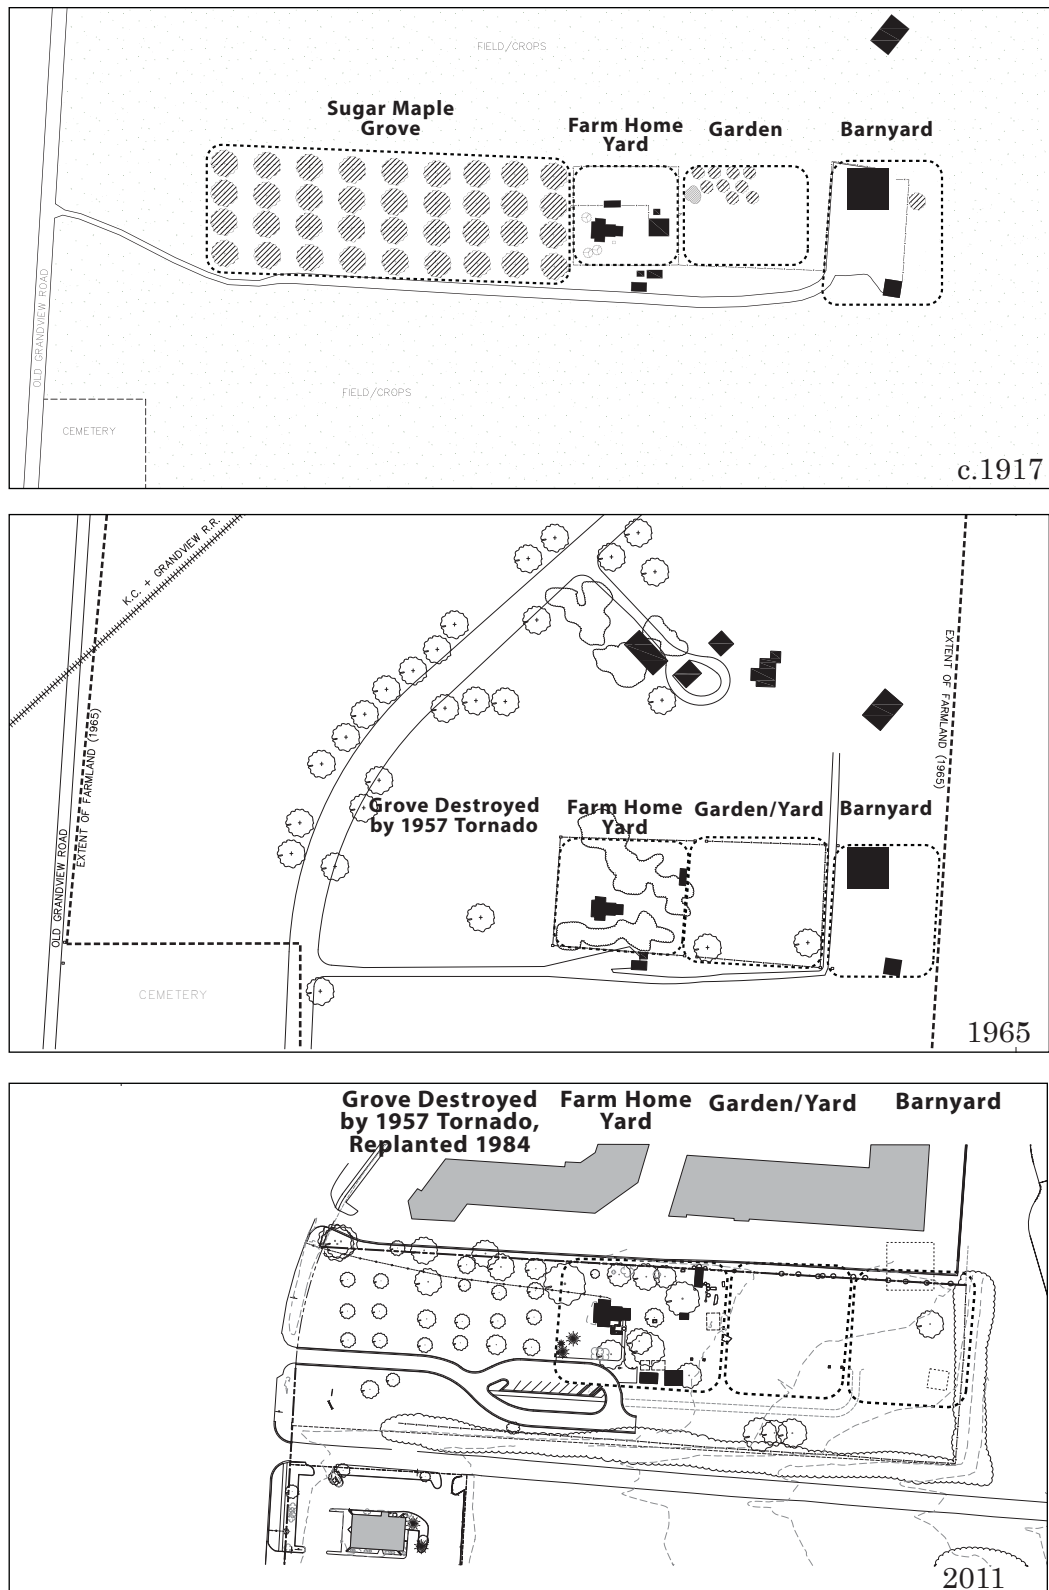 FIELD/CROPS
Sugar Maple
Grove
Farm Home
Yard
Garden
Barnyard
OLD GRANDVIEW ROAD
FIELD/CROPS
CEMETERY
c.1917
K.C. + GRANDVIEW R.R.
EXTENT OF FARMLAND (1965)
EXTENT OF FARMLAND (1965)
Grove Destroyed
by 1957 Tornado
Farm Home
Yard
Garden/Yard
Barnyard
OLD GRANDVIEW ROAD
CEMETERY
1965
Grove Destroyed
by 1957 Tornado,
Replanted 1984
Farm Home
Yard
Garden/Yard
Barnyard
2011